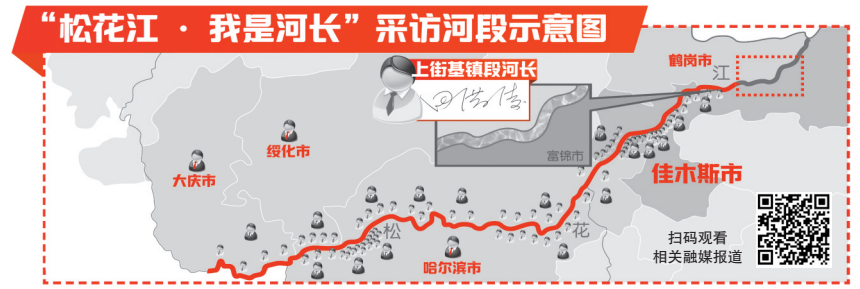 “松花江 · 我是河长”采访河段示意图
上街基镇段河长
鹤岗市
江
富锦市
绥化市
大庆市
佳木斯市
松
花
哈尔滨市
扫码观看
相关融媒报道